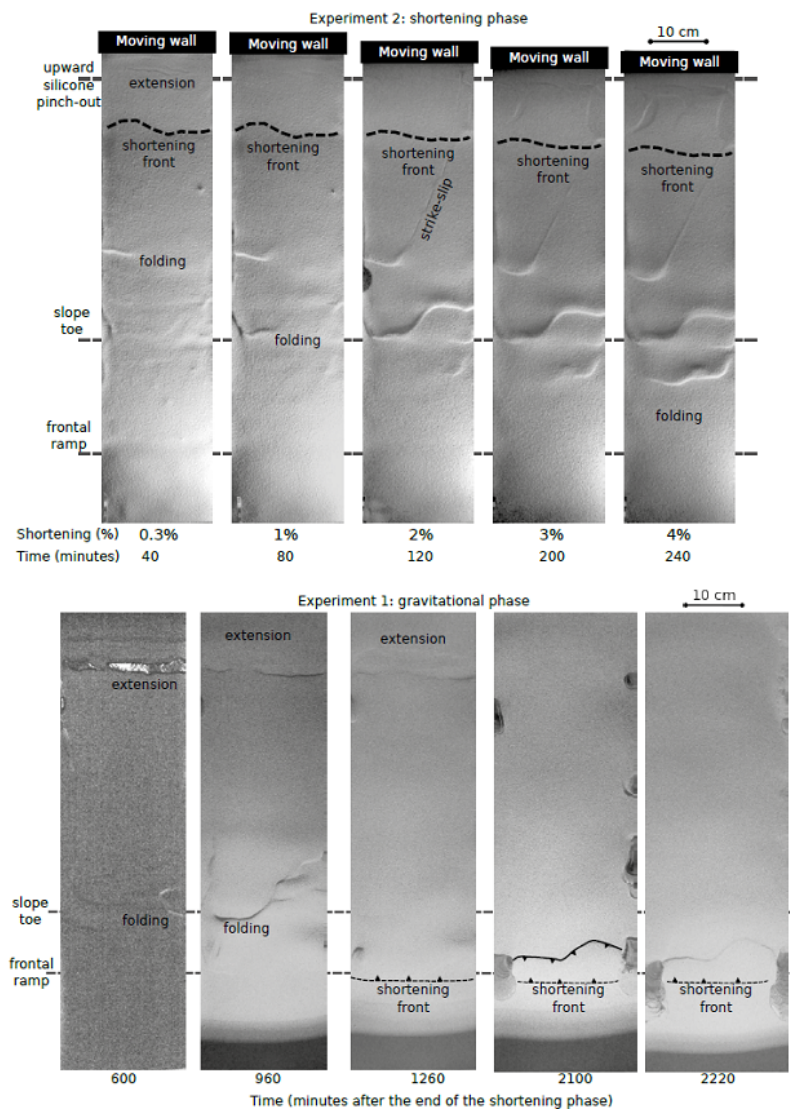 Experiment 2: shortening phase
10 cm
Moving wall
Moving wall
Moving wall
Moving wall
Moving wall
upward
silicone
pinch-out
extension
shortening
front
shortening
front
shortening
front
shortening
front
shortening
front
strike-slip
folding
slope
toe
folding
folding
frontal
ramp
Shortening (%) 0.3% 1% 2% 3% 4%
Time (minutes) 40 80 120 200 240
Experiment 1: gravitational phase
10 cm
extension
extension
extension
slope
toe
folding
folding
frontal
ramp
shortening
front
shortening
front
shortening
front
600 960 1260 2100 2220
Time (minutes after the end of the shortening phase)